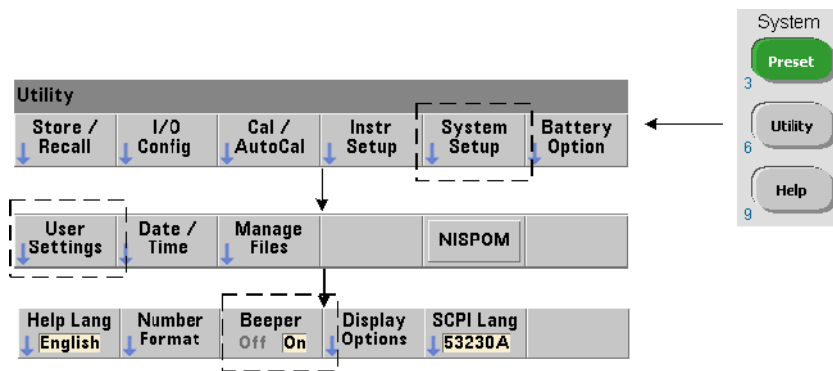 System
Preset
3
Utility
6
Help
9
Utility
Store / Recall
I/O Config
Cal / AutoCal
Instr Setup
System Setup
Battery Option
User Settings
Date / Time
Manage Files
NISPOM
Help Lang
English
Number Format
Beeper
Off On
Display Options
SCPI Lang
53230A